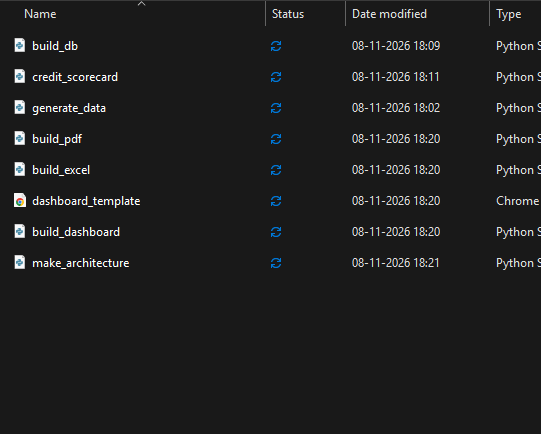 Name Status Date modified Type
build_db 08-11-2026 18:09 Python S
credit_scorecard 08-11-2026 18:11 Python S
generate_data 08-11-2026 18:02 Python S
build_pdf 08-11-2026 18:20 Python S
build_excel 08-11-2026 18:20 Python S
dashboard_template 08-11-2026 18:20 Chrome
build_dashboard 08-11-2026 18:20 Python S
make_architecture 08-11-2026 18:21 Python S